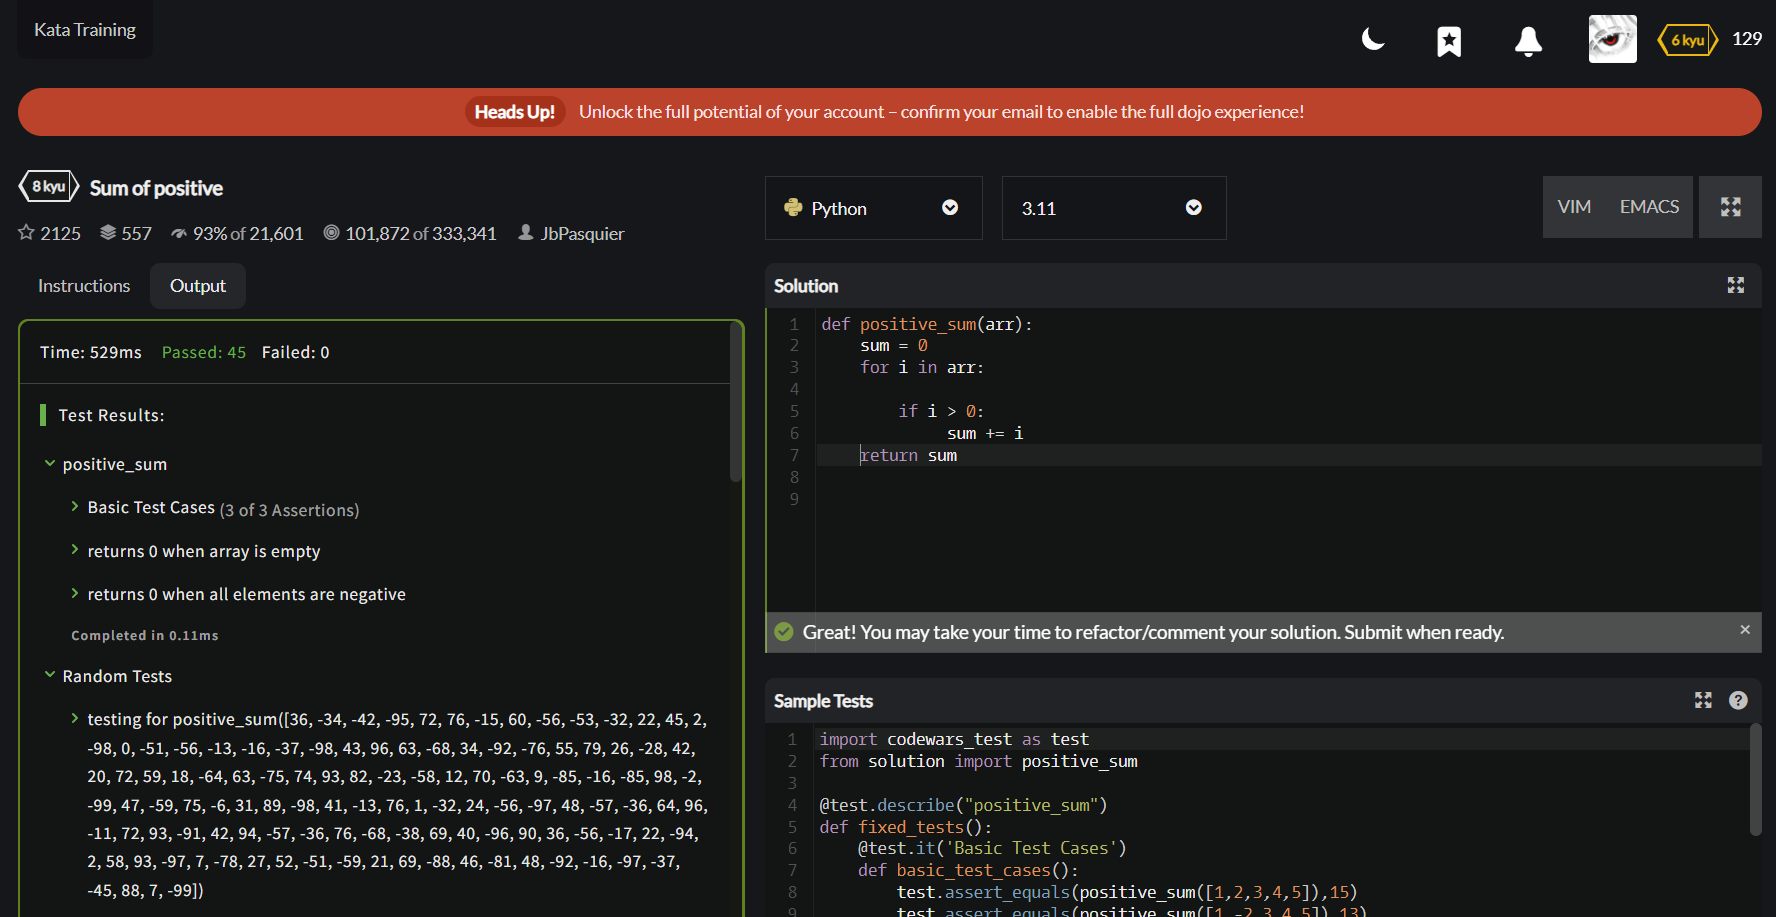 Kata Training
6 kyu
129
Heads Up! Unlock the full potential of your account – confirm your email to enable the full dojo experience!
8 kyu
Sum of positive
2125 557 93% of 21,601 101,872 of 333,341 JbPasquier
Instructions
Output
Time: 529ms Passed: 45 Failed: 0
Test Results:
positive_sum
Basic Test Cases (3 of 3 Assertions)
returns 0 when array is empty
returns 0 when all elements are negative
Completed in 0.11ms
Random Tests
testing for positive_sum([36, -34, -42, -95, 72, 76, -15, 60, -56, -53, -32, 22, 45, 2,
-98, 0, -51, -56, -13, -16, -37, -98, 43, 96, 63, -68, 34, -92, -76, 55, 79, 26, -28, 42,
20, 72, 59, 18, -64, 63, -75, 74, 93, 82, -23, -58, 12, 70, -63, 9, -85, -16, -85, 98, -2,
-99, 47, -59, 75, -6, 31, 89, -98, 41, -13, 76, 1, -32, 24, -56, -97, 48, -57, -36, 64, 96,
-11, 72, 93, -91, 42, 94, -57, -36, 76, -68, -38, 69, 40, -96, 90, 36, -56, -17, 22, -94,
2, 58, 93, -97, 7, -78, 27, 52, -51, -59, 21, 69, -88, 46, -81, 48, -92, -16, -97, -37,
-45, 88, 7, -99])
Python
3.11
VIM EMACS
Solution
1 def positive_sum(arr):
2 sum = 0
3 for i in arr:
4
5 if i > 0:
6 sum += i
7 return sum
8
9
Great! You may take your time to refactor/comment your solution. Submit when ready.
Sample Tests
1 import codewars_test as test
2 from solution import positive_sum
3
4 @test.describe("positive_sum")
5 def fixed_tests():
6 @test.it('Basic Test Cases')
7 def basic_test_cases():
8 test.assert_equals(positive_sum([1,2,3,4,5]),15)
9 test.assert_equals(positive_sum([1,-2,3,4,5]),13)